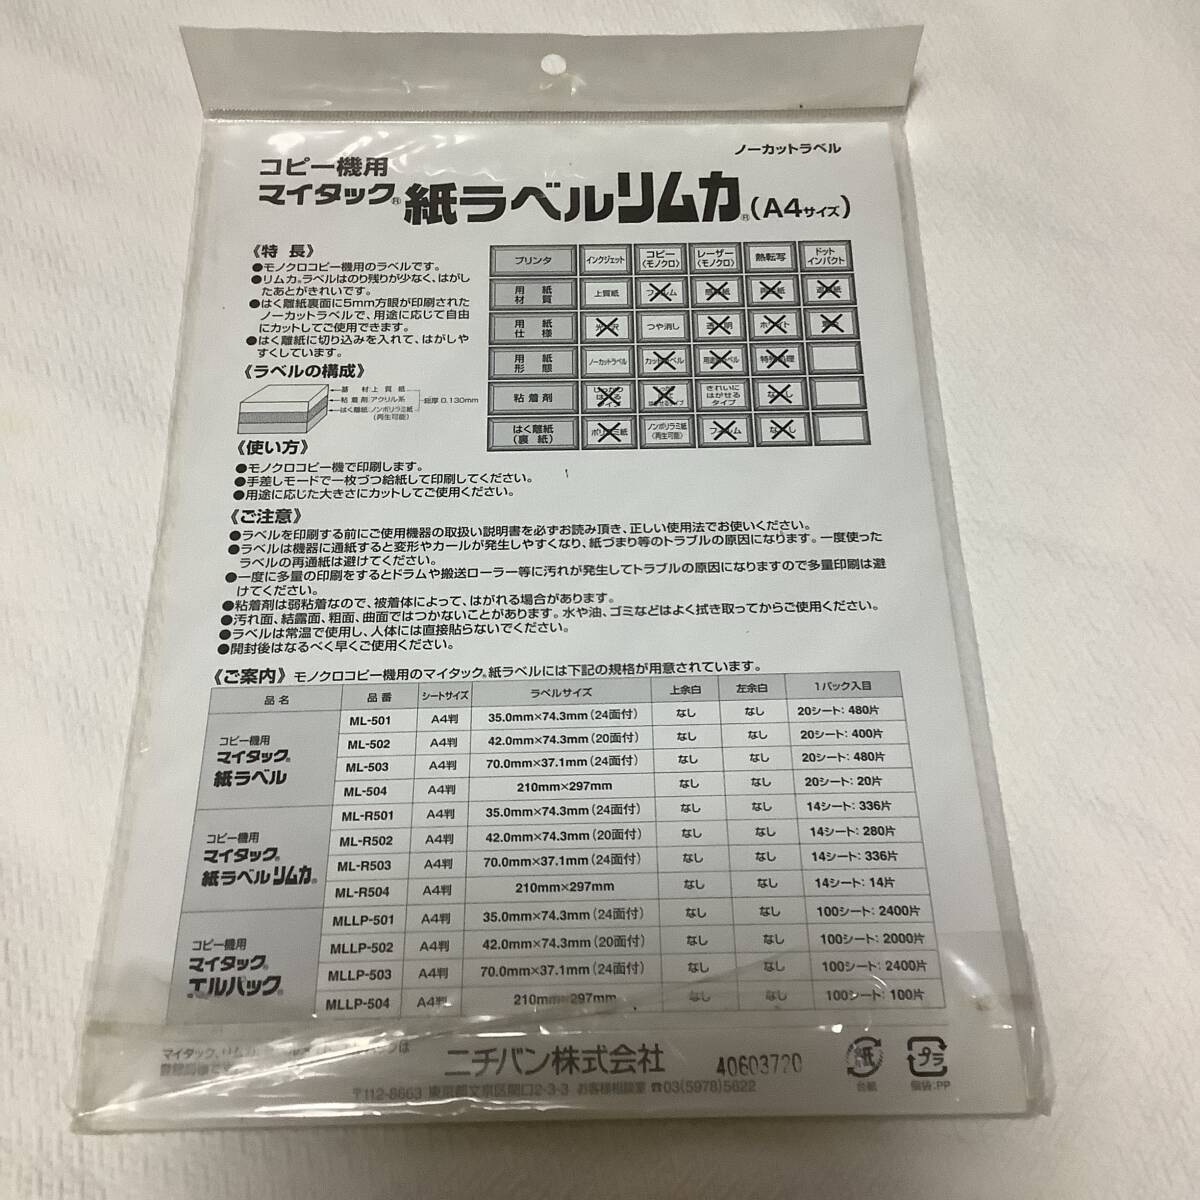 ノーカットラベル
コピー機用
マイタック® 紙ラベルリムカ®(A4サイズ)
《特 長》
●モノクロコピー機用のラベルです。
●リムカ®ラベルはのり残りが少なく、はがし
たあとがきれいです。
●はく離紙裏面に5mm方眼が印刷された
ノーカットラベルで、用途に応じて自由
にカットしてご使用できます。
●はく離紙に切り込みを入れて、はがしや
すくしています。
《ラベルの構成》
基 材 上 質 紙
粘 着 剤 アクリル系
はく離紙 ノンポリラミ紙
(再生可能)
総厚 0.130mm
プリンタ インクジェット コピー(モノクロ) レーザー(モノクロ) 熱転写 ドットインパクト
用 紙 材 質 上質紙
用 紙 仕 様 つや消し
用 紙 形 態 ノーカットラベル
粘 着 剤 きれいにはがせるタイプ
はく離紙(裏 紙) ノンポリラミ紙(再生可能)
《使い方》
●モノクロコピー機で印刷します。
●手差しモードで一枚づつ給紙して印刷してください。
●用途に応じた大きさにカットしてご使用ください。
《ご注意》
●ラベルを印刷する前にご使用機器の取扱い説明書を必ずお読み頂き、正しい使用法でお使いください。
●ラベルは機器に通紙すると変形やカールが発生しやすくなり、紙づまり等のトラブルの原因になります。一度使った
ラベルの再通紙は避けてください。
●一度に多量の印刷をするとドラムや搬送ローラー等に汚れが発生してトラブルの原因になりますので多量印刷は避
けてください。
●粘着剤は弱粘着なので、被着体によって、はがれる場合があります。
●汚れ面、結露面、粗面、曲面ではつかないことがあります。水や油、ゴミなどはよく拭き取ってからご使用ください。
●ラベルは常温で使用し、人体には直接貼らないでください。
●開封後はなるべく早くご使用ください。
《ご案内》 モノクロコピー機用のマイタック®紙ラベルには下記の規格が用意されています。
品 名 品 番 シートサイズ ラベルサイズ 上余白 左余白 1パック入目
コピー機用
マイタック®
紙ラベル
ML-501 A4判 35.0mm×74.3mm(24面付) なし なし 20シート:480片
ML-502 A4判 42.0mm×74.3mm(20面付) なし なし 20シート:400片
ML-503 A4判 70.0mm×37.1mm(24面付) なし なし 20シート:480片
ML-504 A4判 210mm×297mm なし なし 20シート:20片
コピー機用
マイタック®
紙ラベル リムカ®
ML-R501 A4判 35.0mm×74.3mm(24面付) なし なし 14シート:336片
ML-R502 A4判 42.0mm×74.3mm(20面付) なし なし 14シート:280片
ML-R503 A4判 70.0mm×37.1mm(24面付) なし なし 14シート:336片
ML-R504 A4判 210mm×297mm なし なし 14シート:14片
コピー機用
マイタック®
エルパック®
MLLP-501 A4判 35.0mm×74.3mm(24面付) なし なし 100シート:2400片
MLLP-502 A4判 42.0mm×74.3mm(20面付) なし なし 100シート:2000片
MLLP-503 A4判 70.0mm×37.1mm(24面付) なし なし 100シート:2400片
MLLP-504 A4判 210mm×297mm なし なし 100シート:100片
マイタック、リムカ
ニチバン株式会社
40603720
〒112-8663 東京都文京区関口2-3-3 お客様相談室 ☎03(5978)5622
紙
台紙
プラ
個袋:PP